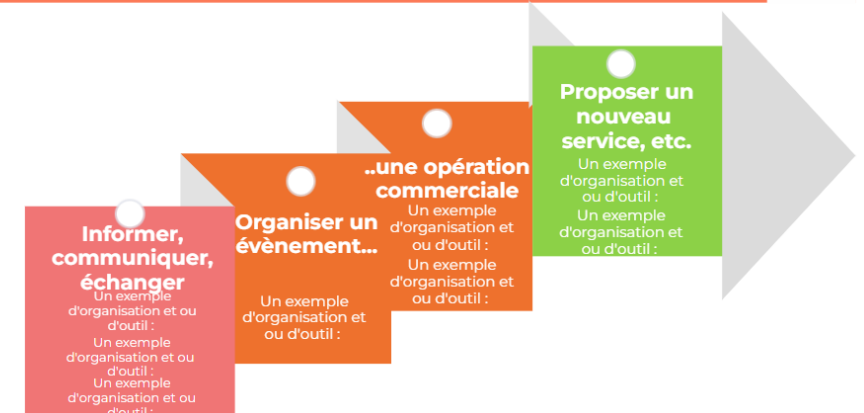 Informer,
communiquer,
échanger
Un exemple
d'organisation et ou
d'outil :
Un exemple
d'organisation et ou
d'outil :
Un exemple
d'organisation et ou
d'outil :
Organiser un
évènement...
Un exemple
d'organisation et
ou d'outil :
..une opération
commerciale
Un exemple
d'organisation et
ou d'outil :
Un exemple
d'organisation et
ou d'outil :
Proposer un
nouveau
service, etc.
Un exemple
d'organisation et
ou d'outil :
Un exemple
d'organisation et
ou d'outil :